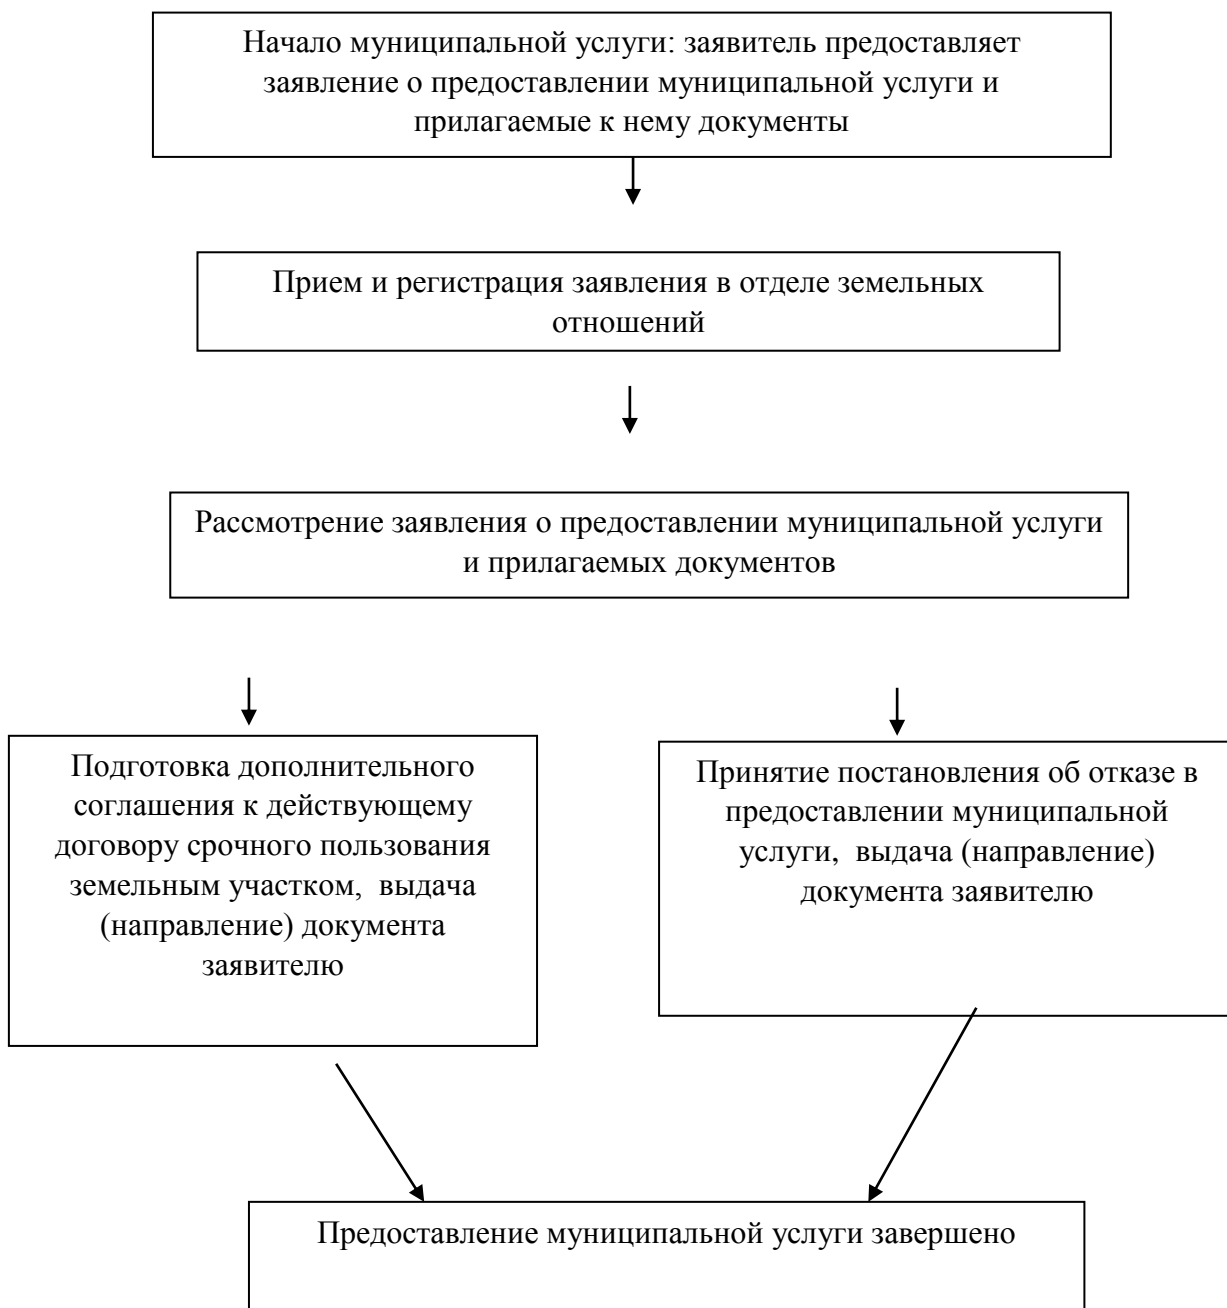 Начало муниципальной услуги: заявитель предоставляет
заявление о предоставлении муниципальной услуги и
прилагаемые к нему документы
Прием и регистрация заявления в отделе земельных
отношений
Рассмотрение заявления о предоставлении муниципальной услуги
и прилагаемых документов
Подготовка дополнительного
соглашения к действующему
договору срочного пользования
земельным участком, выдача
(направление) документа
заявителю
Принятие постановления об отказе в
предоставлении муниципальной
услуги, выдача (направление)
документа заявителю
Предоставление муниципальной услуги завершено